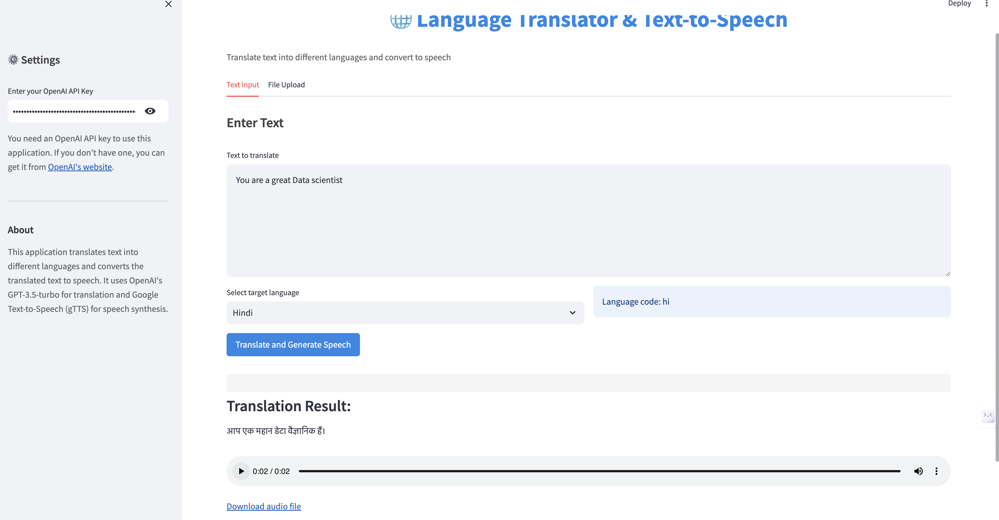 Deploy
Language Translator & Text-to-Speech
Settings
Enter your OpenAI API Key
You need an OpenAI API key to use this
application. If you don't have one, you can
get it from OpenAI's website.
About
This application translates text into
different languages and converts the
translated text to speech. It uses OpenAI's
GPT-3.5-turbo for translation and Google
Text-to-Speech (gTTS) for speech synthesis.
Translate text into different languages and convert to speech
Text Input File Upload
Enter Text
Text to translate
You are a great Data scientist
Select target language
Hindi
Language code: hi
Translate and Generate Speech
Translation Result:
आप एक महान डेटा वैज्ञानिक हैं।
0:02 / 0:02
Download audio file